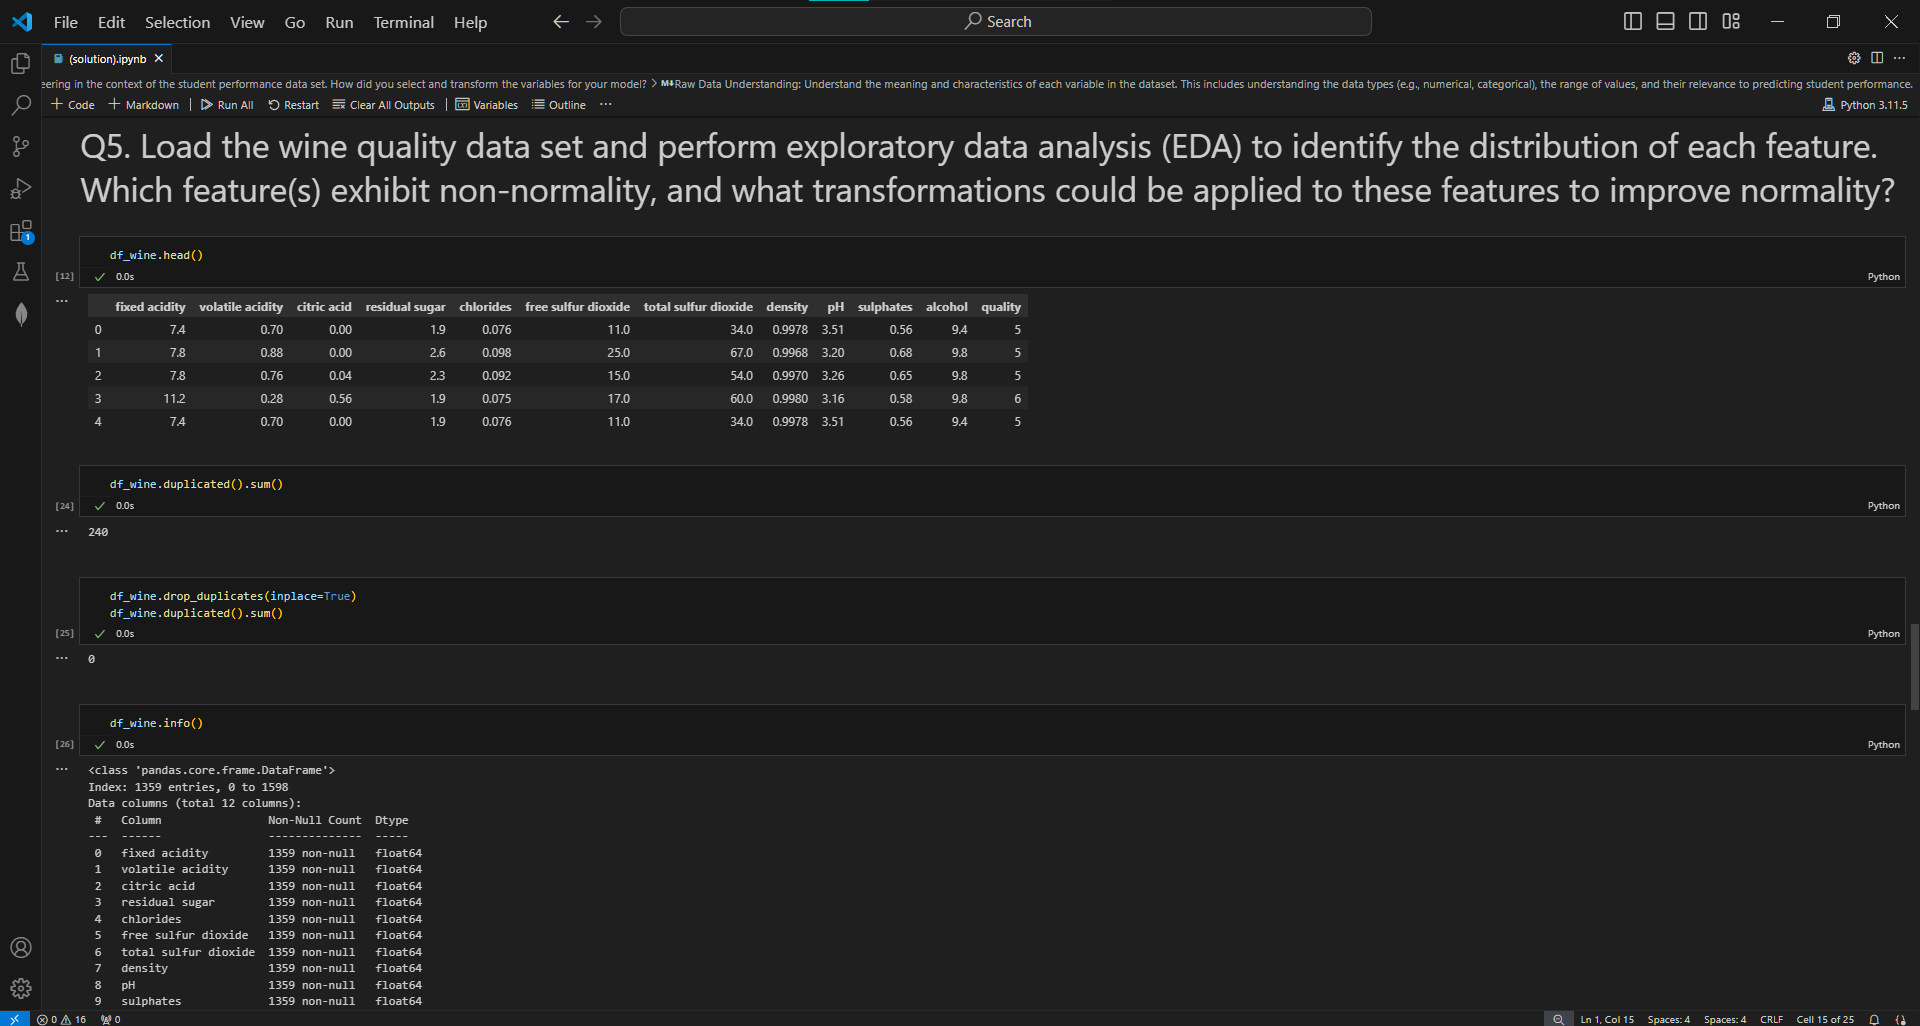 File Edit Selection View Go Run Terminal Help
Search
(solution).ipynb
eering in the context of the student performance data set. How did you select and transform the variables for your model? > M↓Raw Data Understanding: Understand the meaning and characteristics of each variable in the dataset. This includes understanding the data types (e.g., numerical, categorical), the range of values, and their relevance to predicting student performance.
+ Code + Markdown | Run All Restart Clear All Outputs | Variables Outline ...
Python 3.11.5
Q5. Load the wine quality data set and perform exploratory data analysis (EDA) to identify the distribution of each feature.
Which feature(s) exhibit non-normality, and what transformations could be applied to these features to improve normality?
df_wine.head()
[12] ✓ 0.0s Python
... fixed acidity volatile acidity citric acid residual sugar chlorides free sulfur dioxide total sulfur dioxide density pH sulphates alcohol quality
0 7.4 0.70 0.00 1.9 0.076 11.0 34.0 0.9978 3.51 0.56 9.4 5
1 7.8 0.88 0.00 2.6 0.098 25.0 67.0 0.9968 3.20 0.68 9.8 5
2 7.8 0.76 0.04 2.3 0.092 15.0 54.0 0.9970 3.26 0.65 9.8 5
3 11.2 0.28 0.56 1.9 0.075 17.0 60.0 0.9980 3.16 0.58 9.8 6
4 7.4 0.70 0.00 1.9 0.076 11.0 34.0 0.9978 3.51 0.56 9.4 5
df_wine.duplicated().sum()
[24] ✓ 0.0s Python
... 240
df_wine.drop_duplicates(inplace=True)
df_wine.duplicated().sum()
[25] ✓ 0.0s Python
... 0
df_wine.info()
[26] ✓ 0.0s Python
... <class 'pandas.core.frame.DataFrame'>
Index: 1359 entries, 0 to 1598
Data columns (total 12 columns):
# Column Non-Null Count Dtype
--- ------ -------------- -----
0 fixed acidity 1359 non-null float64
1 volatile acidity 1359 non-null float64
2 citric acid 1359 non-null float64
3 residual sugar 1359 non-null float64
4 chlorides 1359 non-null float64
5 free sulfur dioxide 1359 non-null float64
6 total sulfur dioxide 1359 non-null float64
7 density 1359 non-null float64
8 pH 1359 non-null float64
9 sulphates 1359 non-null float64
0 16 0 Ln 1, Col 15 Spaces: 4 Spaces: 4 CRLF Cell 15 of 25
1